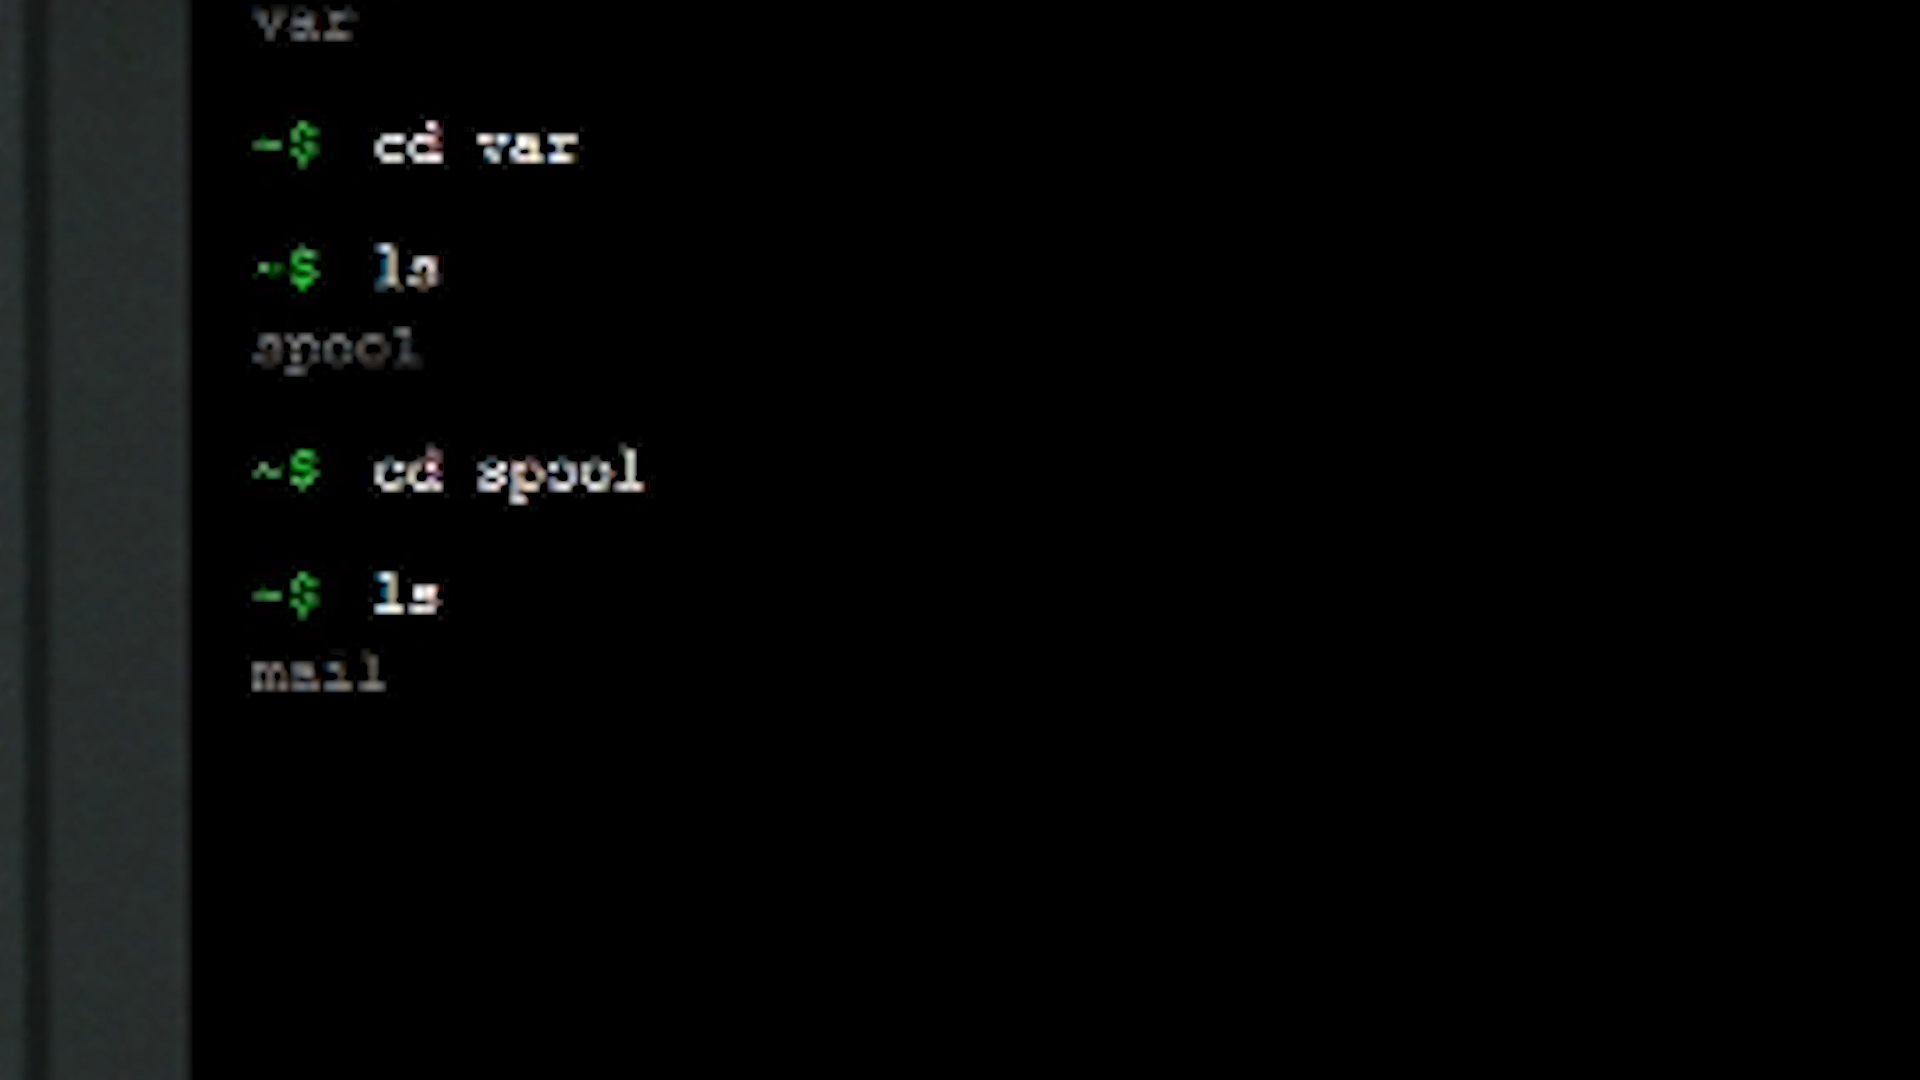 var
~$ cd var
~$ ls
spool
~$ cd spool
~$ ls
mail